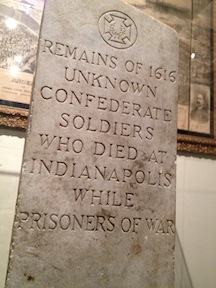 REMAINS OF 1616
UNKNOWN
CONFEDERATE
SOLDIERS
WHO DIED AT
INDIANAPOLIS
WHILE
PRISONERS OF WAR